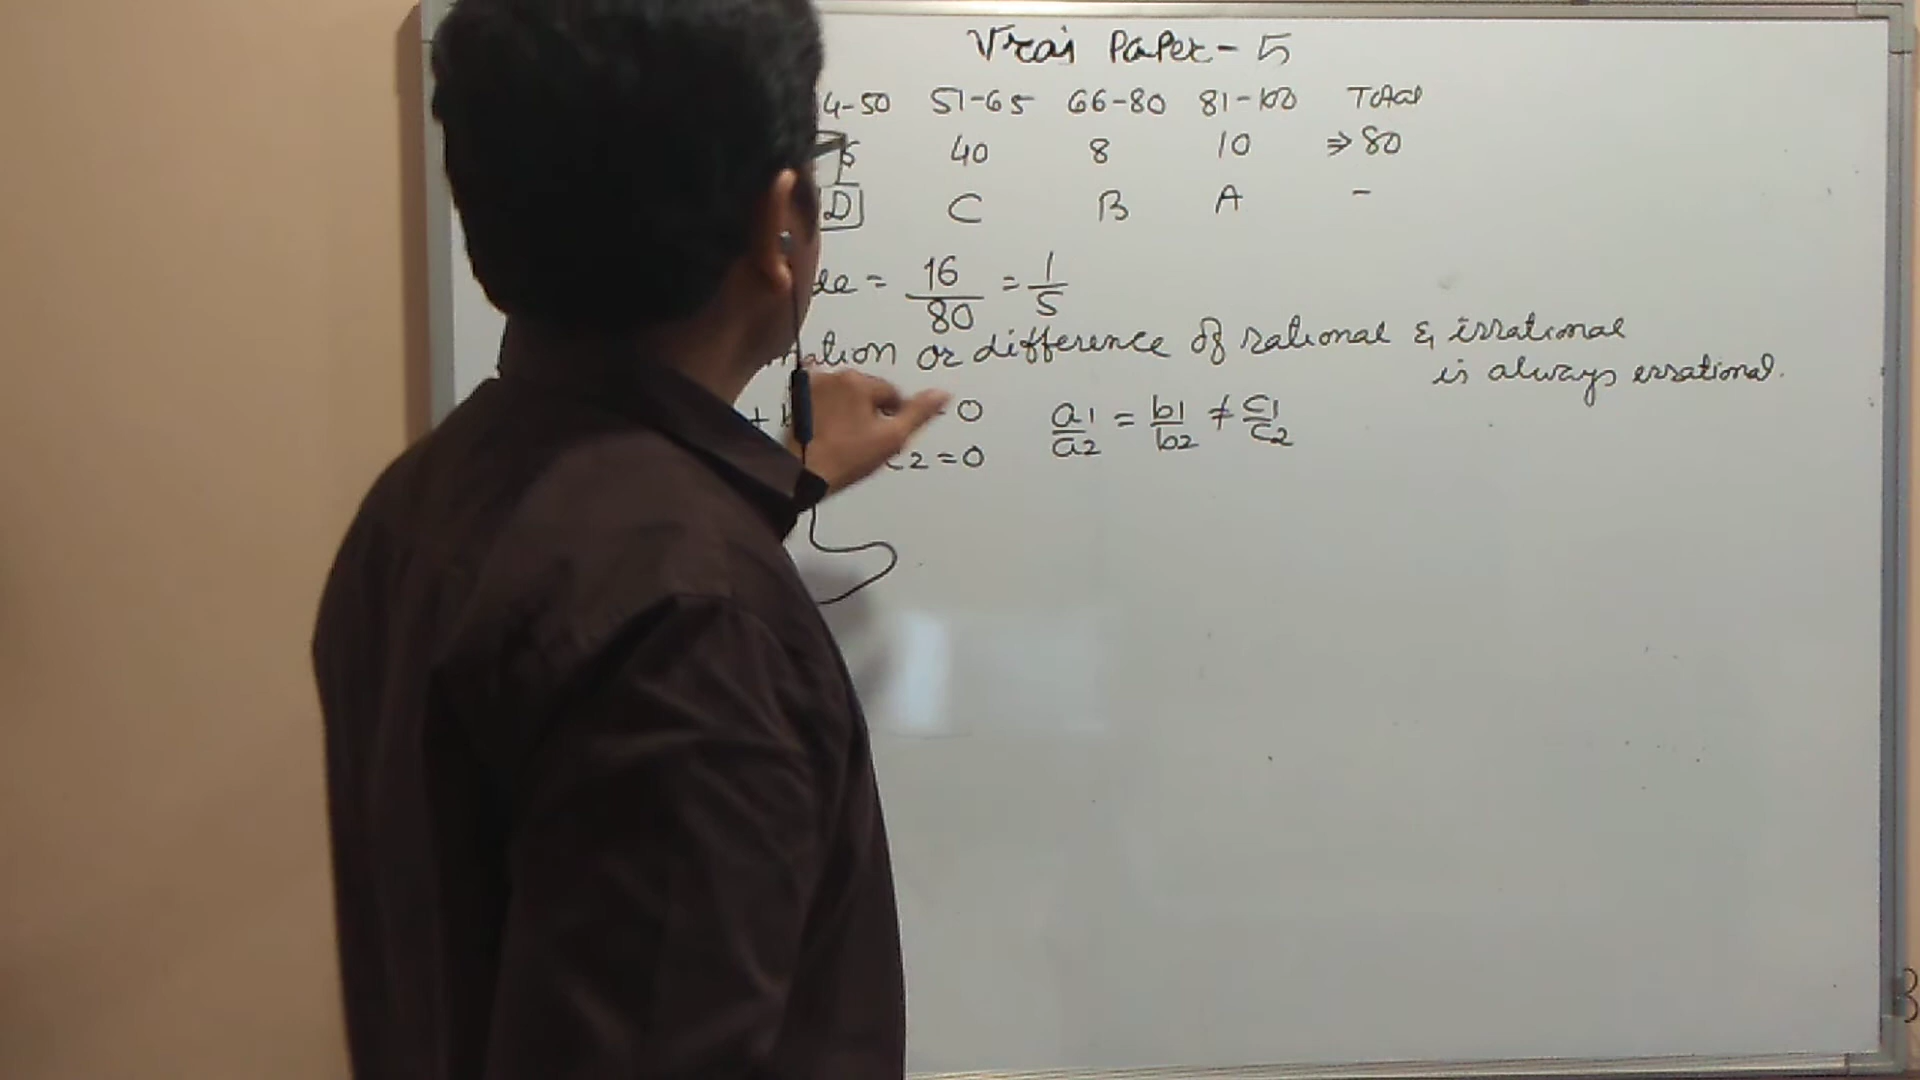 Vrai Paper - 5
4-50 51-65 66-80 81-100 Total
40 8 10 ⇒ 80
D C B A -
= 16/80 = 1/5
or difference of rational & irrational
is always errational.
= 0 a1/a2 = b1/b2 ≠ c1/c2
c2 = 0